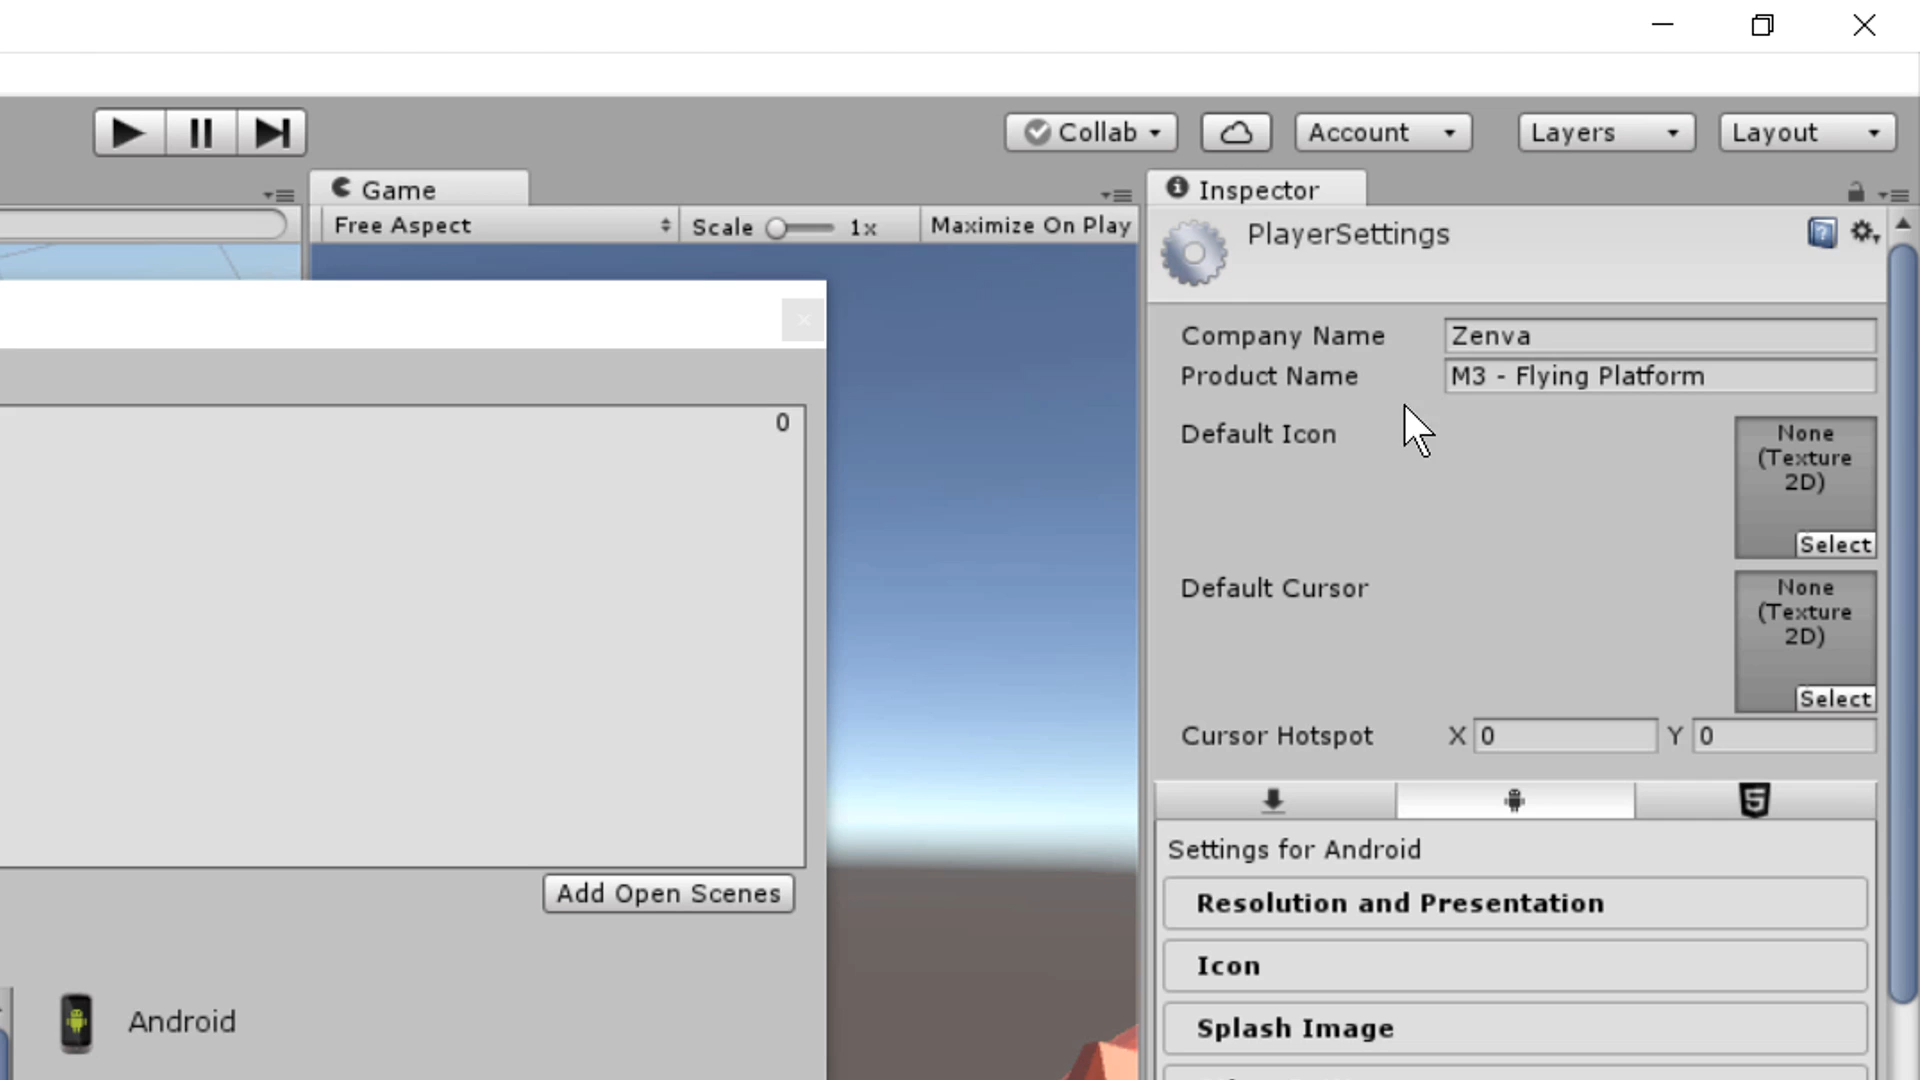 Collab
Account
Layers
Layout
Game
Inspector
Free Aspect
Scale
1x
Maximize On Play
PlayerSettings
Company Name
Zenva
Product Name
M3 - Flying Platform
0
Default Icon
None
(Texture
2D)
Select
Default Cursor
None
(Texture
2D)
Select
Cursor Hotspot
X 0
Y 0
Settings for Android
Resolution and Presentation
Add Open Scenes
Icon
Android
Splash Image